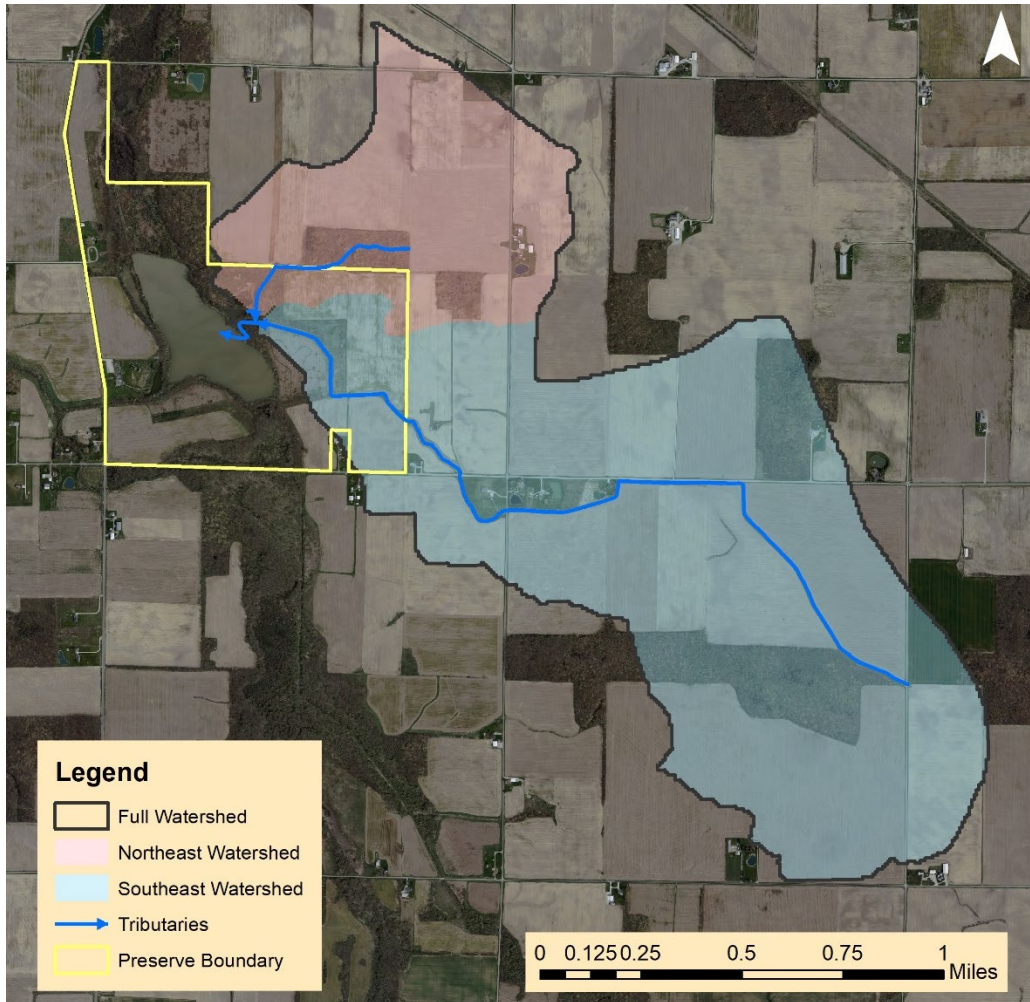 Legend
Full Watershed
Northeast Watershed
Southeast Watershed
Tributaries
Preserve Boundary
0 0.125 0.25 0.5 0.75 1
Miles